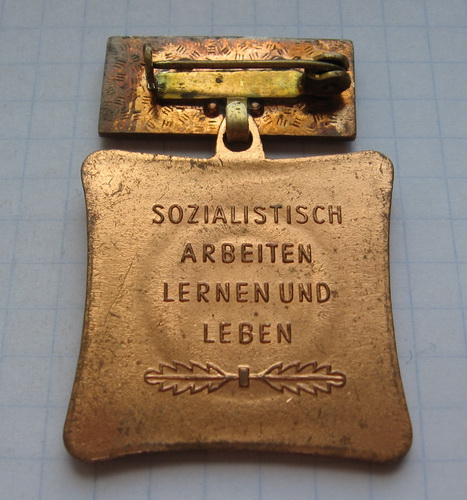 SOZIALISTISCH
ARBEITEN
LERNEN UND
LEBEN